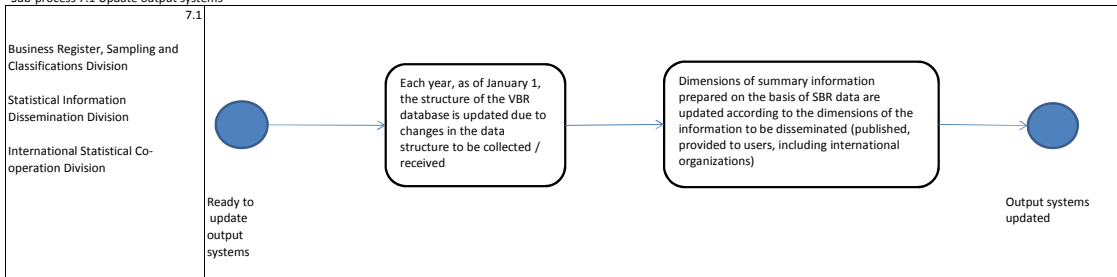 Sub-process 7.1 Update output systems
7.1
Business Register, Sampling and
Classifications Division
Statistical Information
Dissemination Division
International Statistical Co-
operation Division
Each year, as of January 1,
the structure of the VBR
database is updated due to
changes in the data
structure to be collected /
received
Dimensions of summary information
prepared on the basis of SBR data are
updated according to the dimensions of the
information to be disseminated (published,
provided to users, including international
organizations)
Ready to
update
output
systems
Output systems
updated